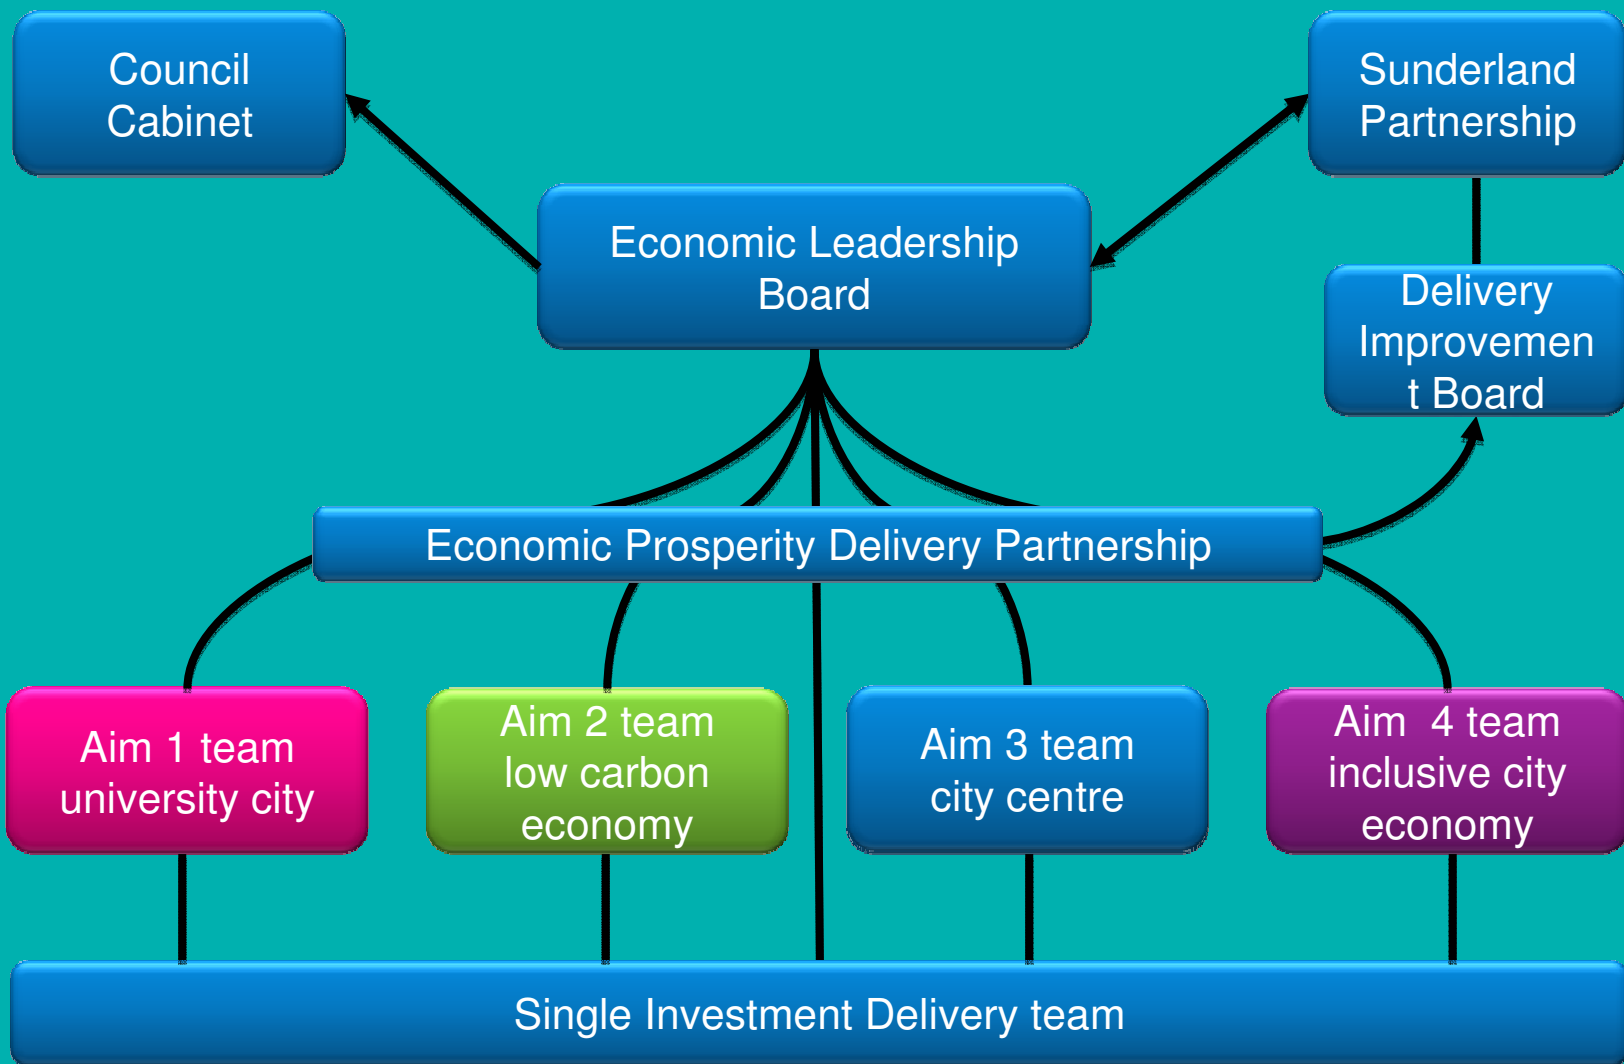 Council
Cabinet
Sunderland
Partnership
Economic Leadership
Board
Delivery
Improvemen
t Board
Economic Prosperity Delivery Partnership
Aim 1 team
university city
Aim 2 team
low carbon
economy
Aim 3 team
city centre
Aim  4 team
inclusive city
economy
Single Investment Delivery team